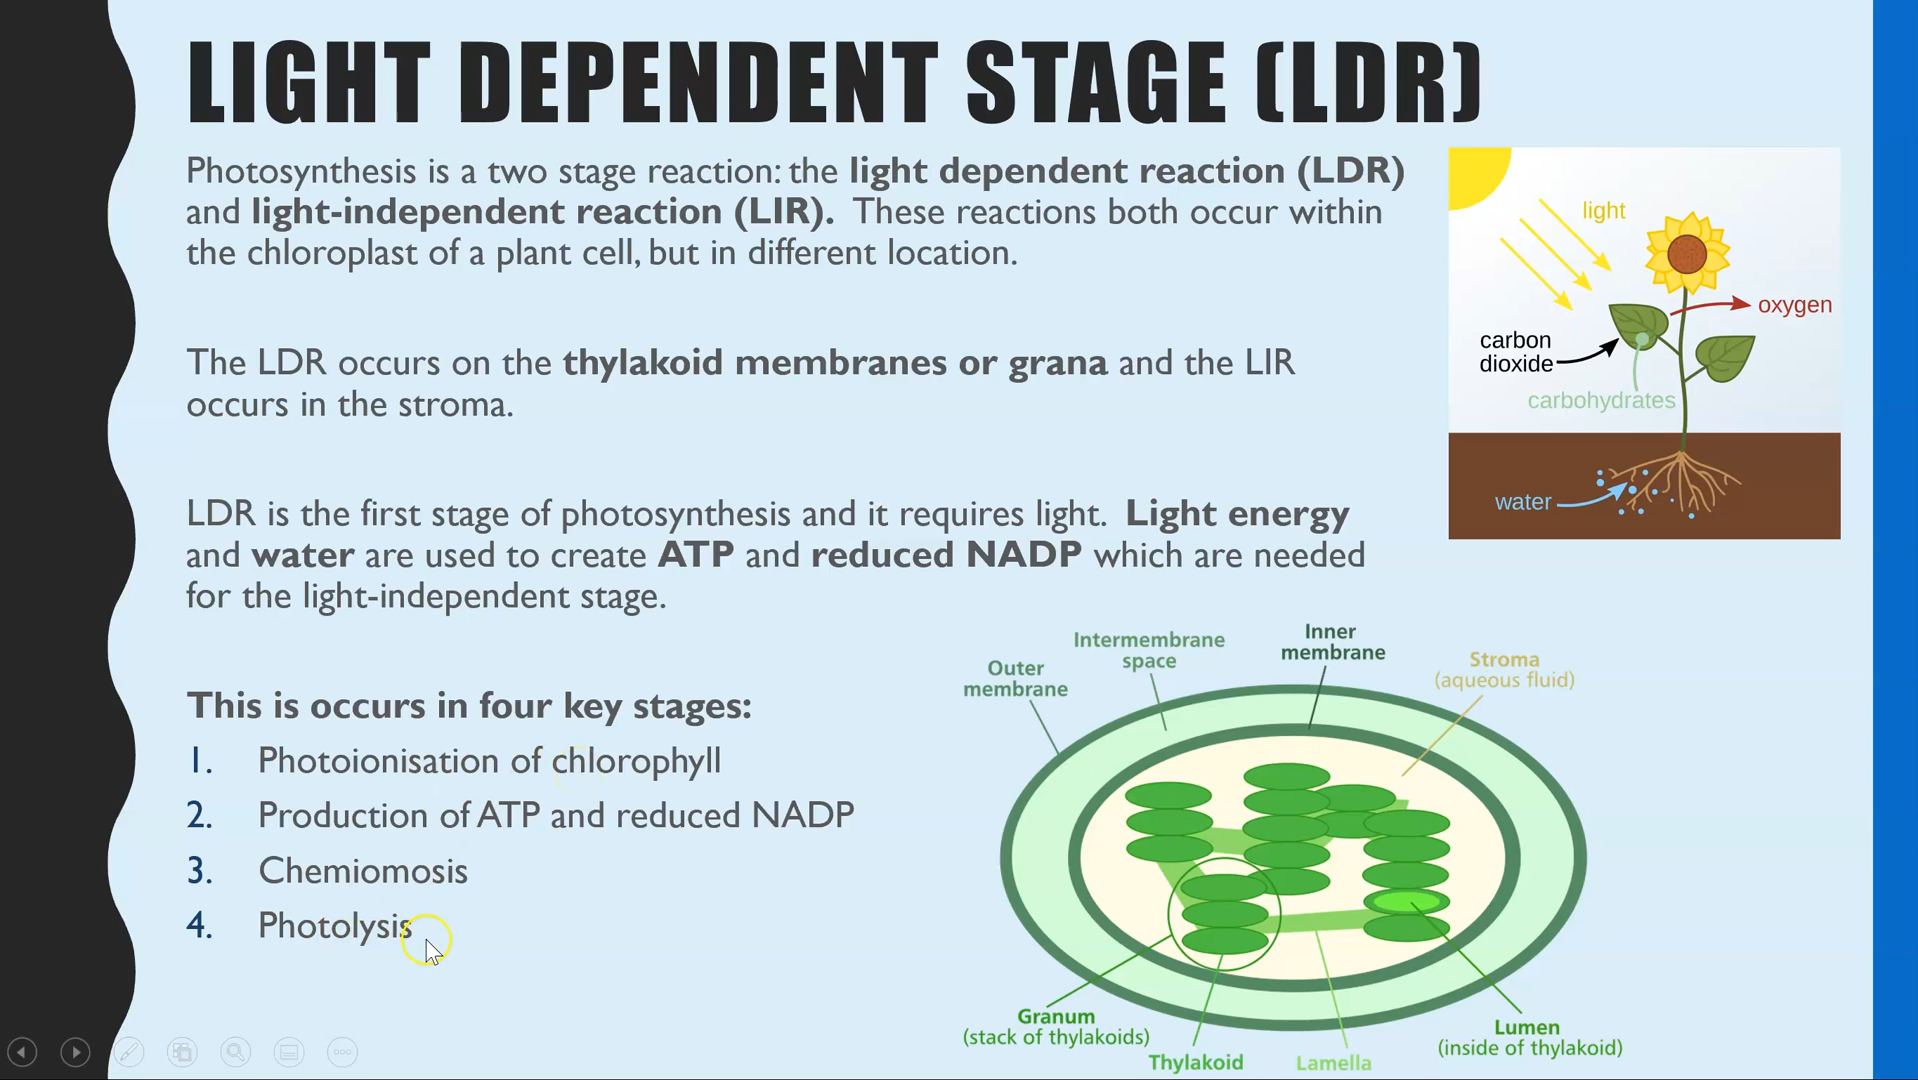 LIGHT DEPENDENT STAGE (LDR)
Photosynthesis is a two stage reaction: the light dependent reaction (LDR)
and light-independent reaction (LIR). These reactions both occur within
the chloroplast of a plant cell, but in different location.
The LDR occurs on the thylakoid membranes or grana and the LIR
occurs in the stroma.
LDR is the first stage of photosynthesis and it requires light. Light energy
and water are used to create ATP and reduced NADP which are needed
for the light-independent stage.
This is occurs in four key stages:
1. Photoionisation of chlorophyll
2. Production of ATP and reduced NADP
3. Chemiomosis
4. Photolysis
light
oxygen
carbon
dioxide
carbohydrates
water
Outer
membrane
Intermembrane
space
Inner
membrane
Stroma
(aqueous fluid)
Granum
(stack of thylakoids)
Thylakoid
Lamella
Lumen
(inside of thylakoid)